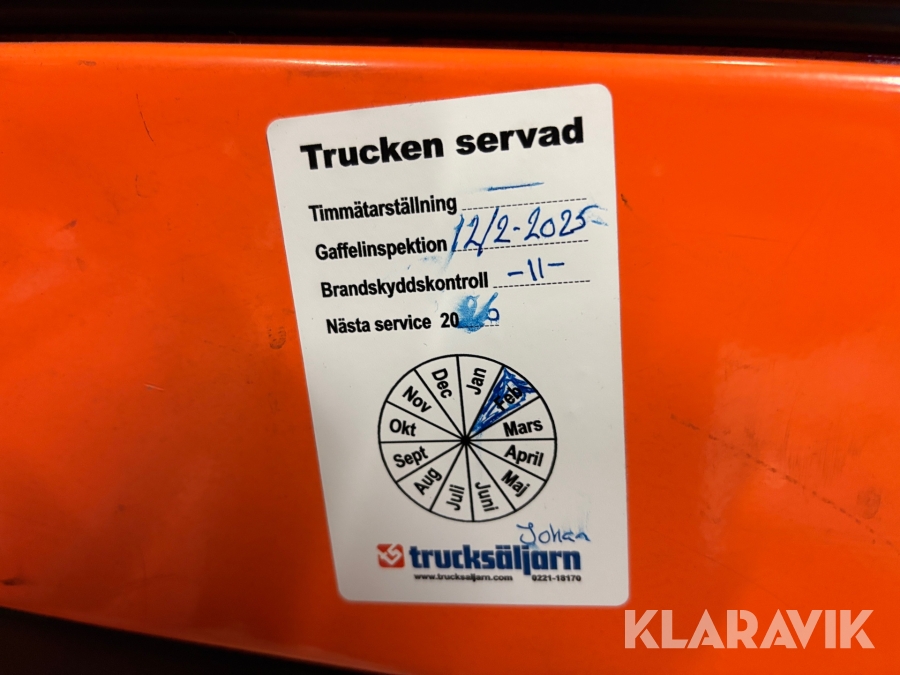 Trucken servad
Timmätarställning —
Gaffelinspektion 12/2-2025
Brandskyddskontroll -11-
Nästa service 2026
Jan
Feb
Mars
April
Maj
Juni
Juli
Aug
Sept
Okt
Nov
Dec
Johan
trucksäljarn
www.trucksaljarn.com 0221-18170
KLARAVIK